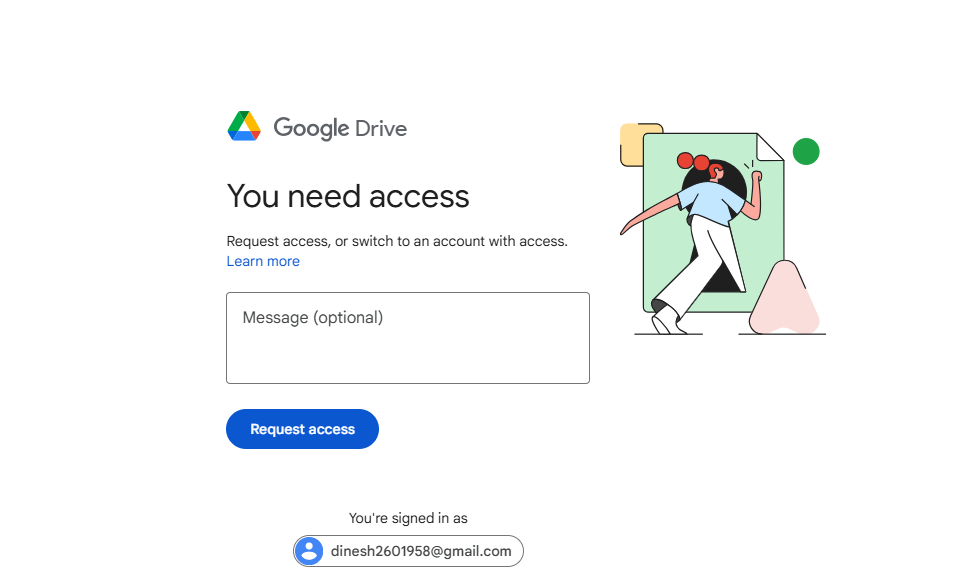 Google Drive
You need access
Request access, or switch to an account with access.
Learn more
Message (optional)
Request access
You're signed in as
dinesh2601958@gmail.com